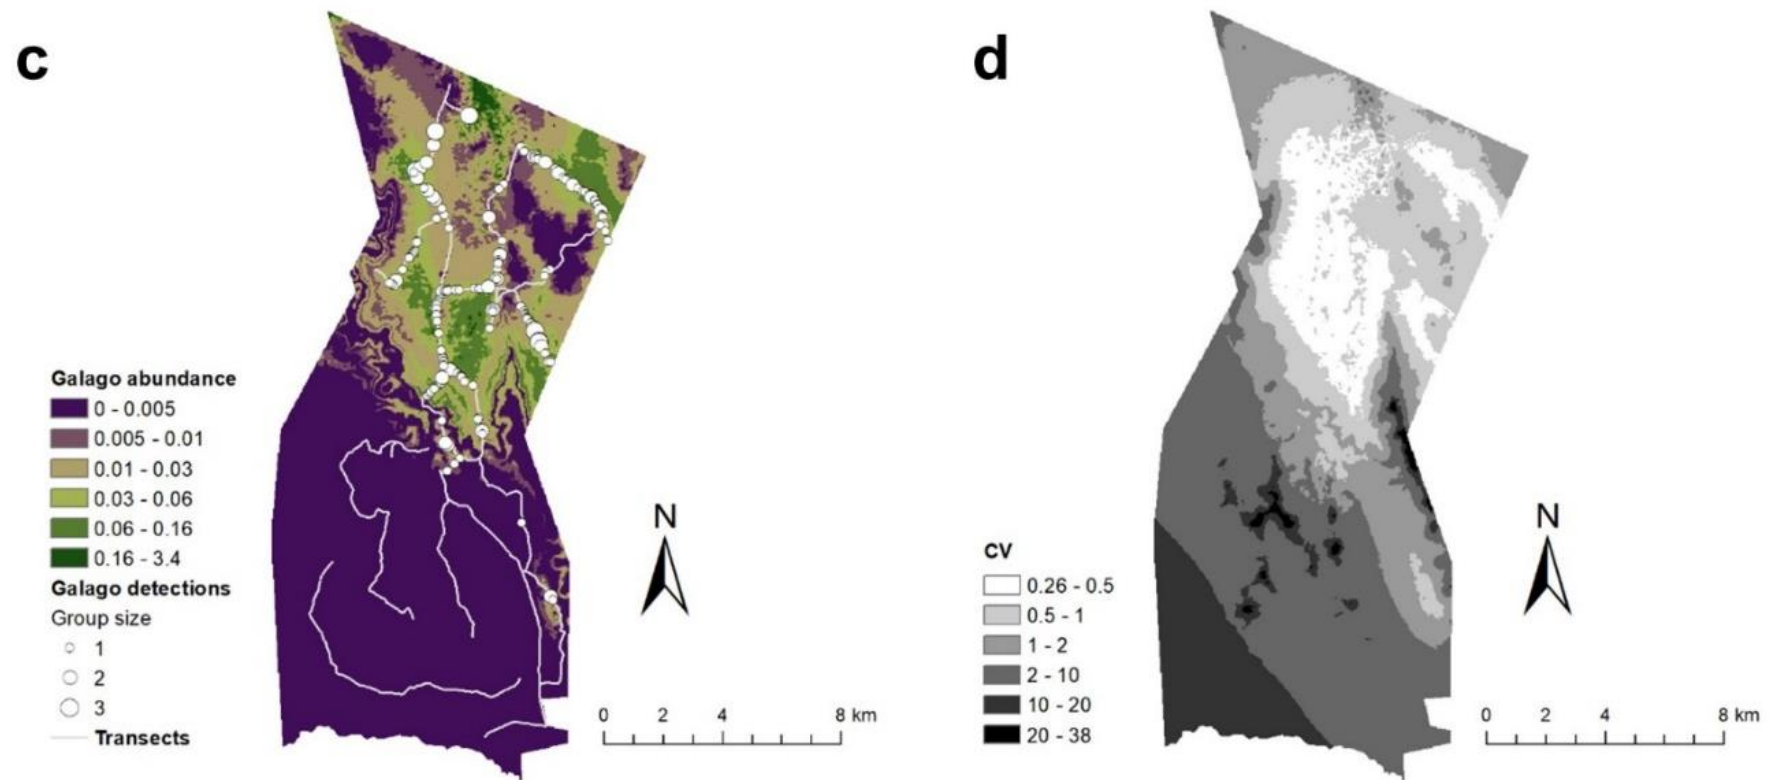 c
Galago abundance
0 - 0.005
0.005 - 0.01
0.01 - 0.03
0.03 - 0.06
0.06 - 0.16
0.16 - 3.4
Galago detections
Group size
1
2
3
Transects
N
0 2 4 8 km
d
CV
0.26 - 0.5
0.5 - 1
1 - 2
2 - 10
10 - 20
20 - 38
N
0 2 4 8 km